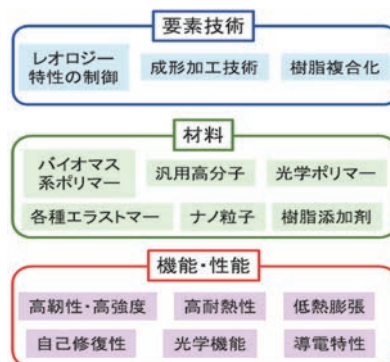 要素技術
レオロジー
特性の制御
成形加工技術
樹脂複合化
材料
バイオマス
系ポリマー
汎用高分子
光学ポリマー
各種エラストマー
ナノ粒子
樹脂添加剤
機能・性能
高靭性・高強度
高耐熱性
低熱膨張
自己修復性
光学機能
導電特性